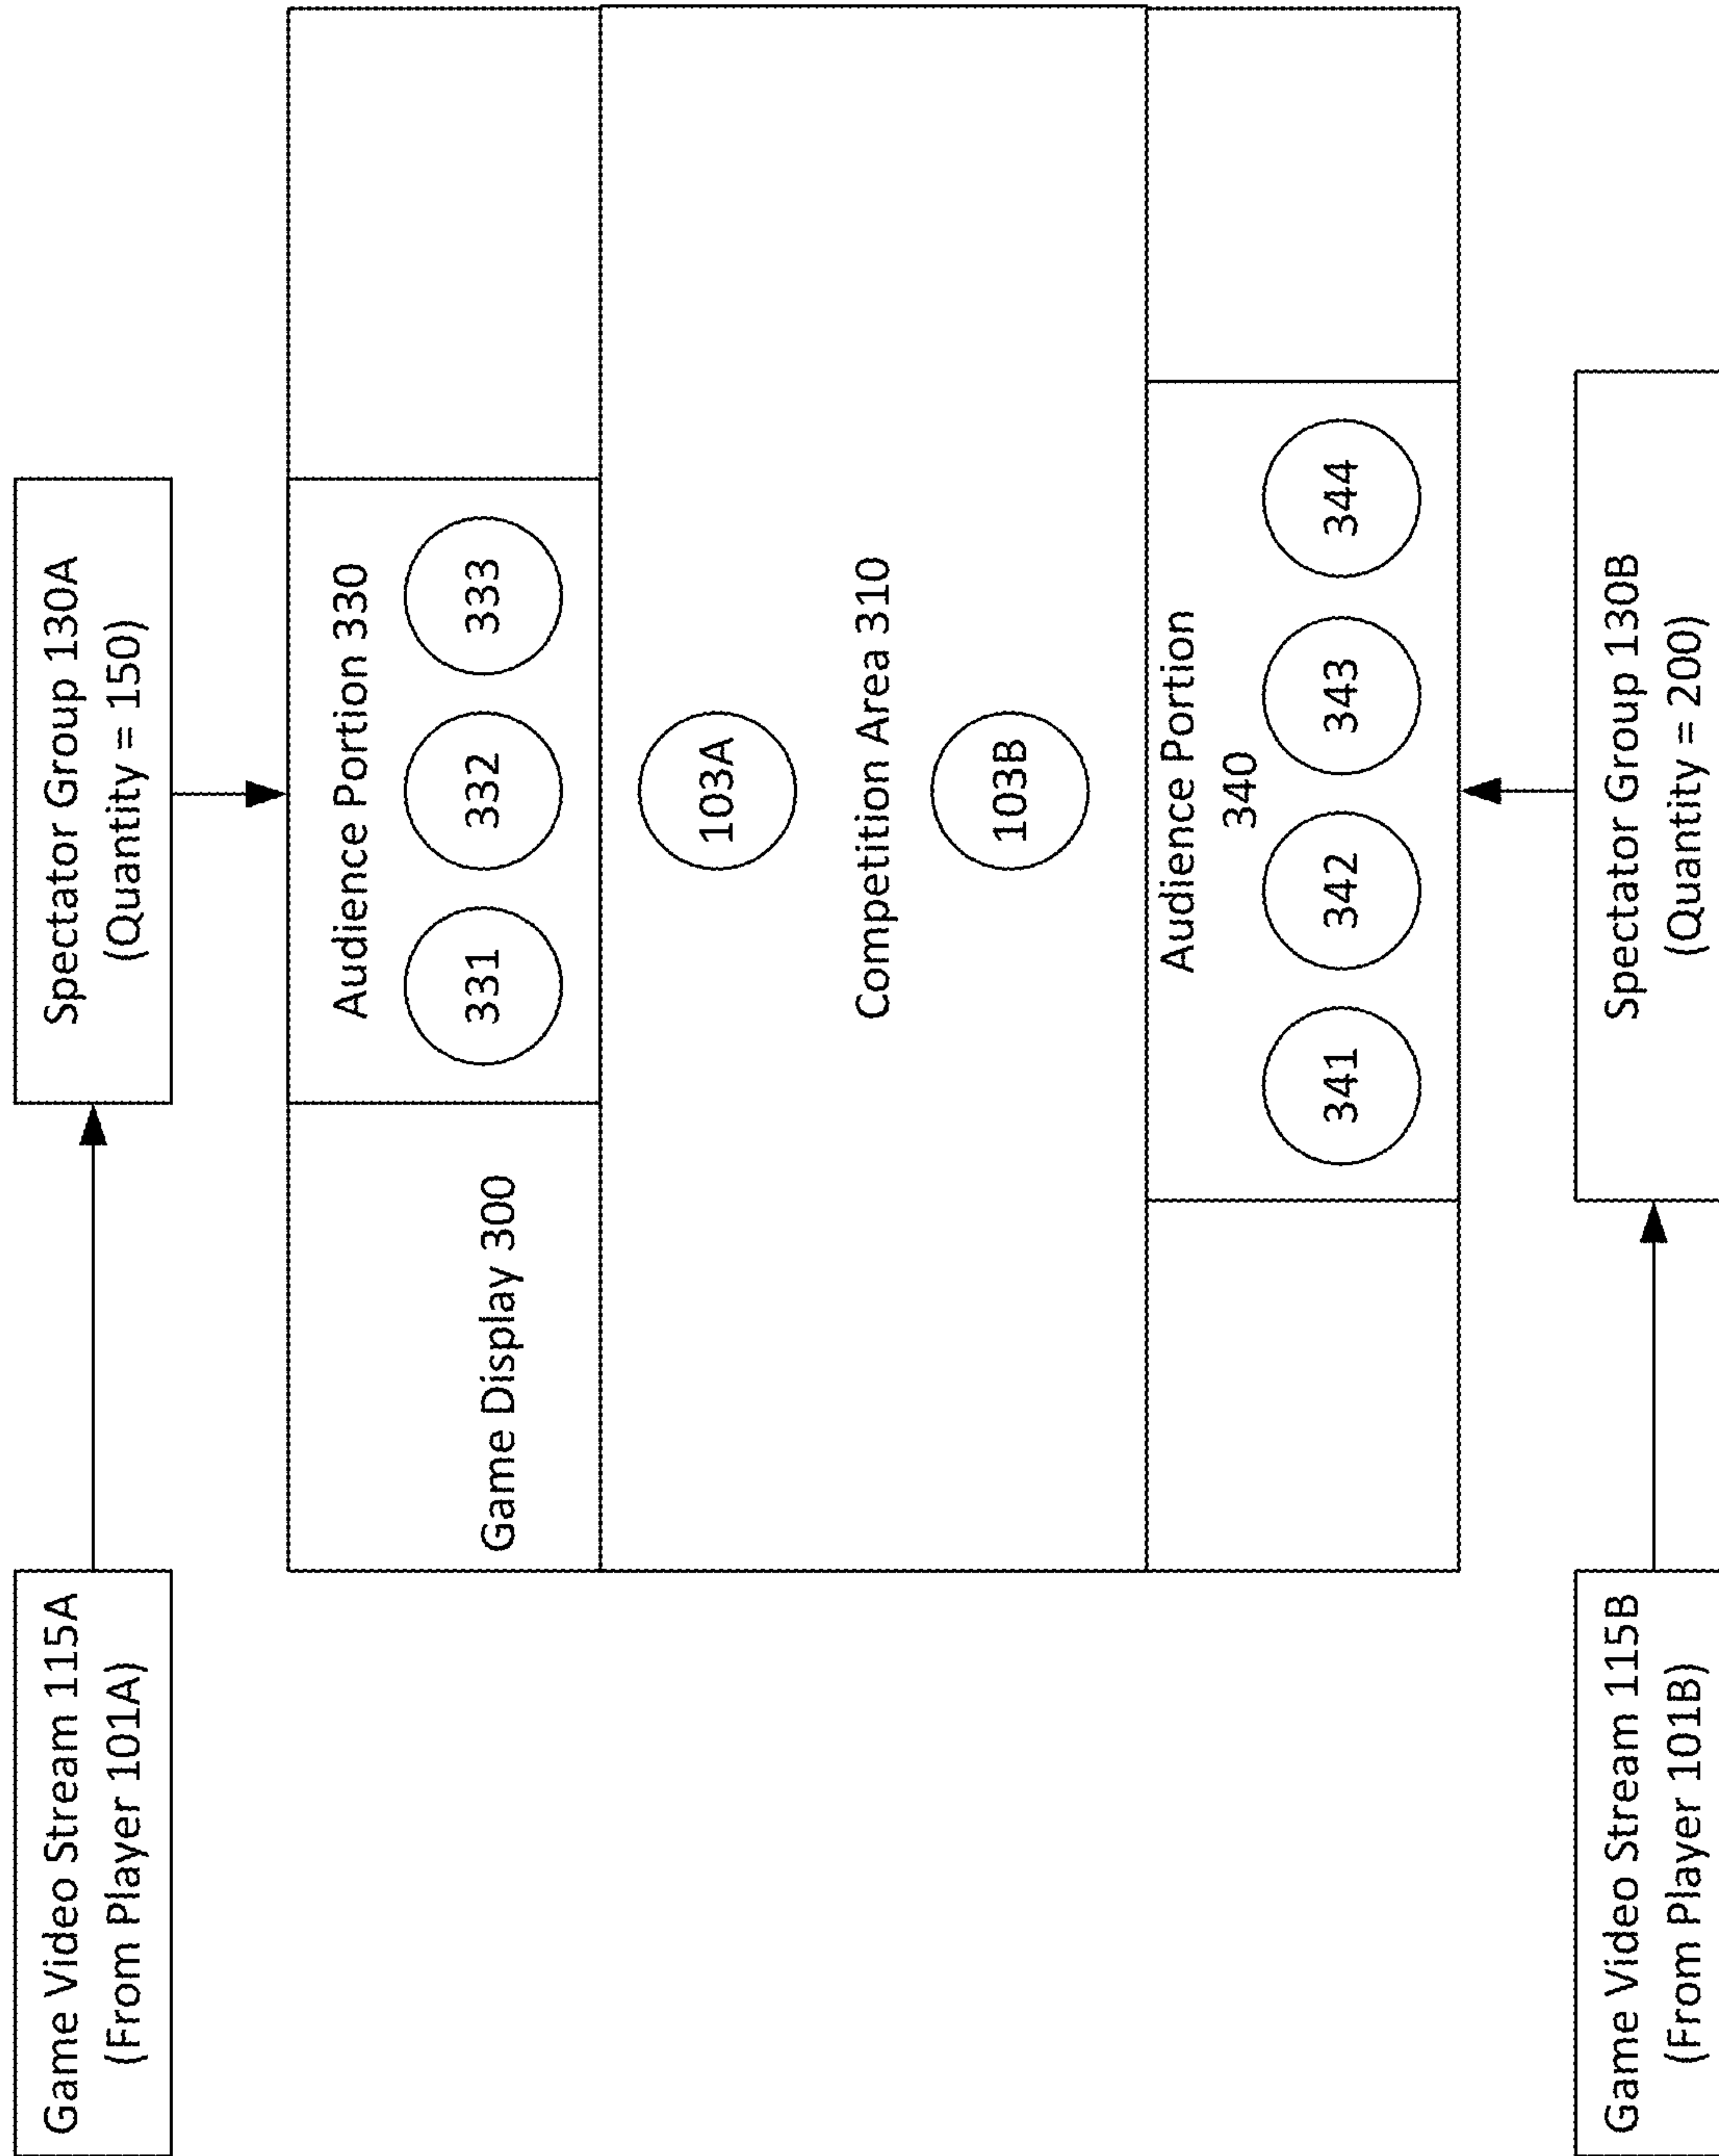 Game Video Stream 115A
(From Player 101A)
Spectator Group 130A
(Quantity = 150)
Game Display 300
Audience Portion 330
331
332
333
103A
Competition Area 310
103B
Audience Portion
340
341
342
343
344
Game Video Stream 115B
(From Player 101B)
Spectator Group 130B
(Quantity = 200)